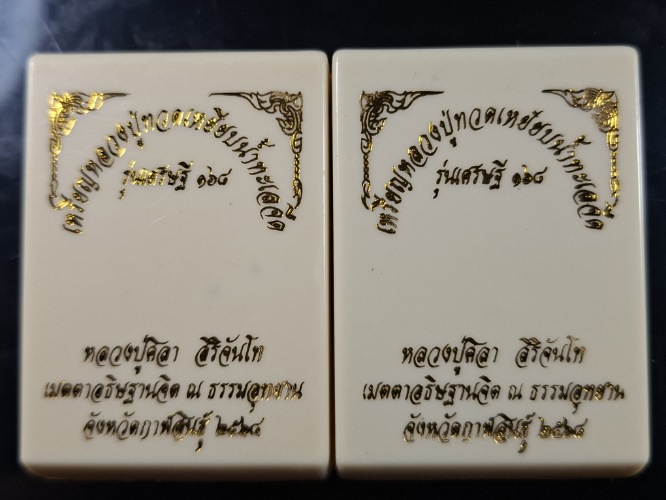 เหรียญหลวงปู่ทวดเหยียบน้ำทะเลจืด
รุ่นเศรษฐี ๑๖๘
หลวงปู่ศิลา สิริจันโท
เมตตาอธิษฐานจิต ณ ธรรมอุทยาน
จังหวัดกาฬสินธุ์ ๒๕๖๘
เหรียญหลวงปู่ทวดเหยียบน้ำทะเลจืด
รุ่นเศรษฐี ๑๖๘
หลวงปู่ศิลา สิริจันโท
เมตตาอธิษฐานจิต ณ ธรรมอุทยาน
จังหวัดกาฬสินธุ์ ๒๕๖๘